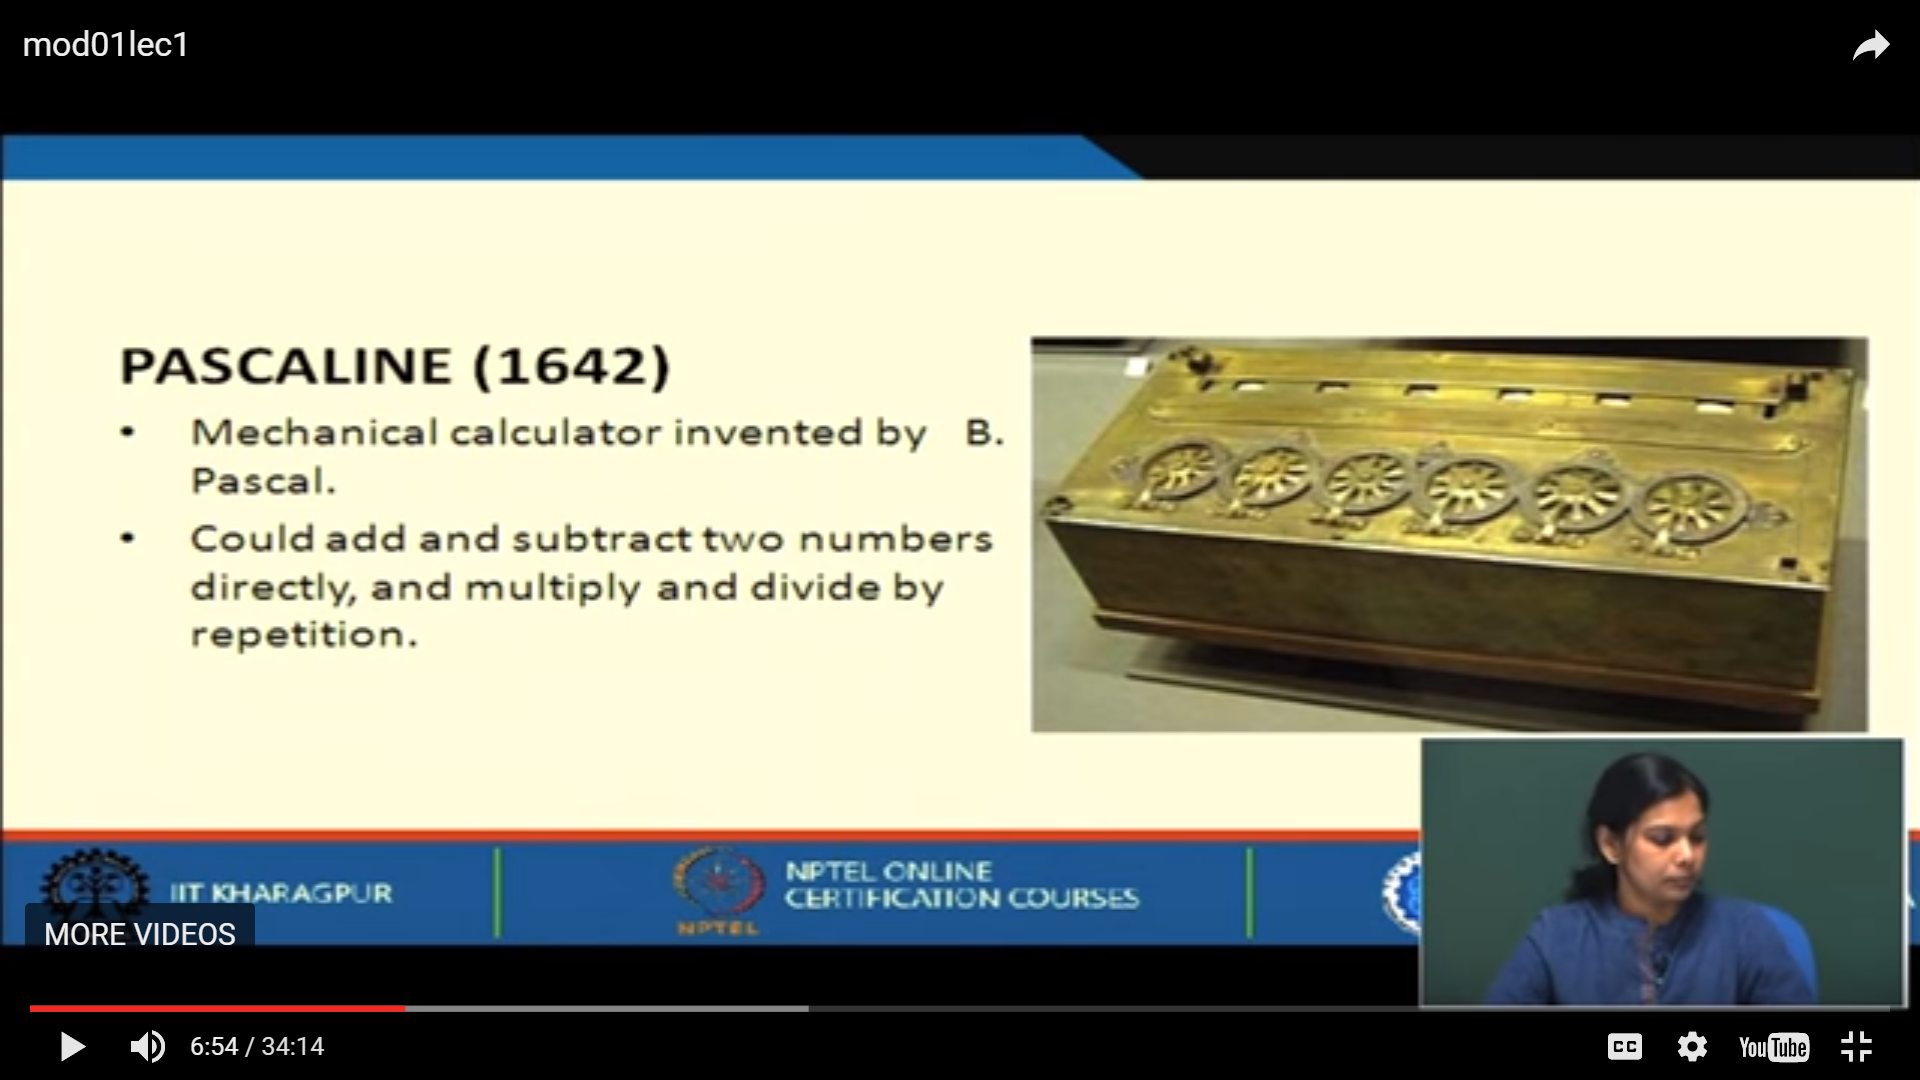 mod01lec1
PASCALINE (1642)
• Mechanical calculator invented by B.
Pascal.
• Could add and subtract two numbers
directly, and multiply and divide by
repetition.
IIT KHARAGPUR
NPTEL ONLINE
CERTIFICATION COURSES
NPTEL
MORE VIDEOS
6:54 / 34:14
CC
YouTube